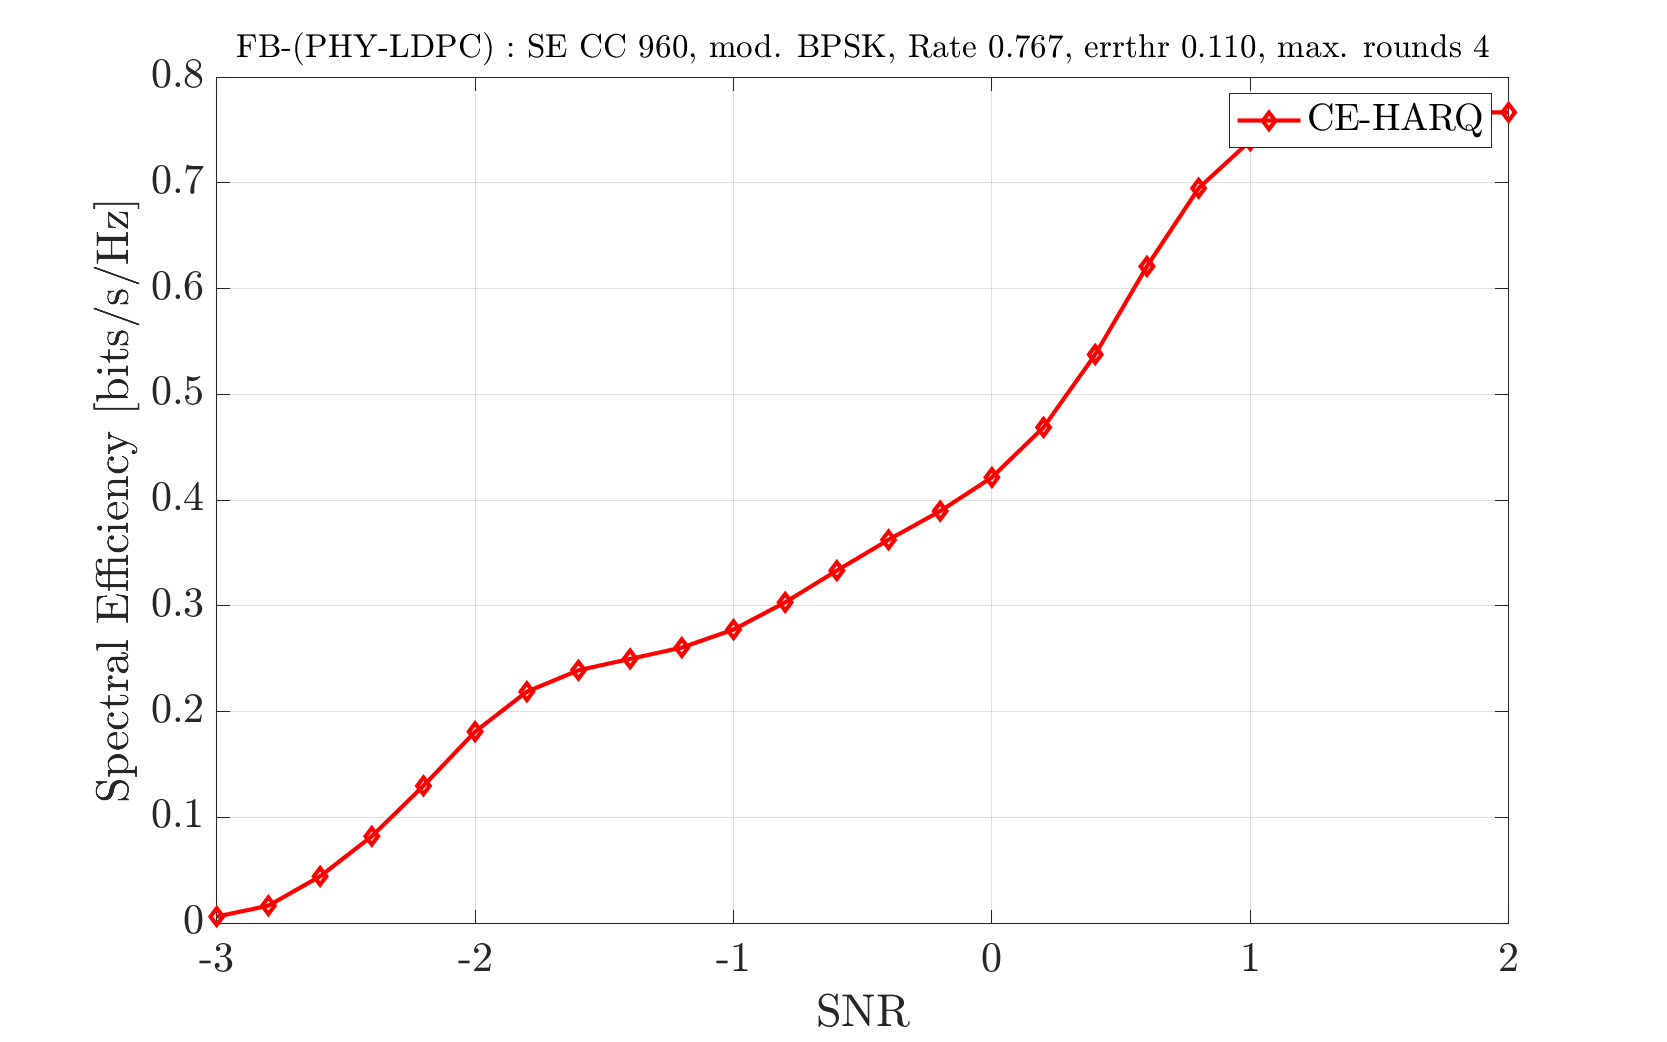 FB-(PHY-LDPC) : SE CC 960, mod. BPSK, Rate 0.767, errthr 0.110, max. rounds 4
CE-HARQ
Spectral Efficiency [bits/s/Hz]
0.8
0.7
0.6
0.5
0.4
0.3
0.2
0.1
0
-3 -2 -1 0 1 2
SNR